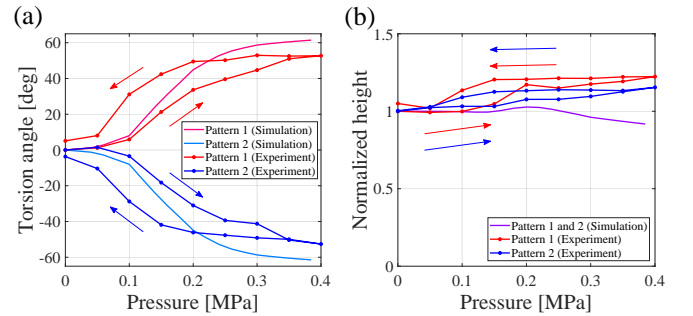 (a)
60
40
20
0
-20
-40
-60
Torsion angle [deg]
Pattern 1 (Simulation)
Pattern 2 (Simulation)
Pattern 1 (Experiment)
Pattern 2 (Experiment)
0 0.1 0.2 0.3 0.4
Pressure [MPa]
(b)
1.5
1
0.5
0
Normalized height
Pattern 1 and 2 (Simulation)
Pattern 1 (Experiment)
Pattern 2 (Experiment)
0 0.1 0.2 0.3 0.4
Pressure [MPa]